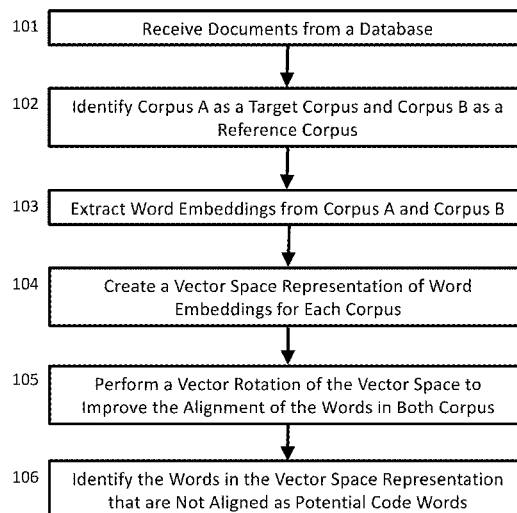 101
Receive Documents from a Database
102
Identify Corpus A as a Target Corpus and Corpus B as a
Reference Corpus
103
Extract Word Embeddings from Corpus A and Corpus B
104
Create a Vector Space Representation of Word
Embeddings for Each Corpus
105
Perform a Vector Rotation of the Vector Space to
Improve the Alignment of the Words in Both Corpus
106
Identify the Words in the Vector Space Representation
that are Not Aligned as Potential Code Words